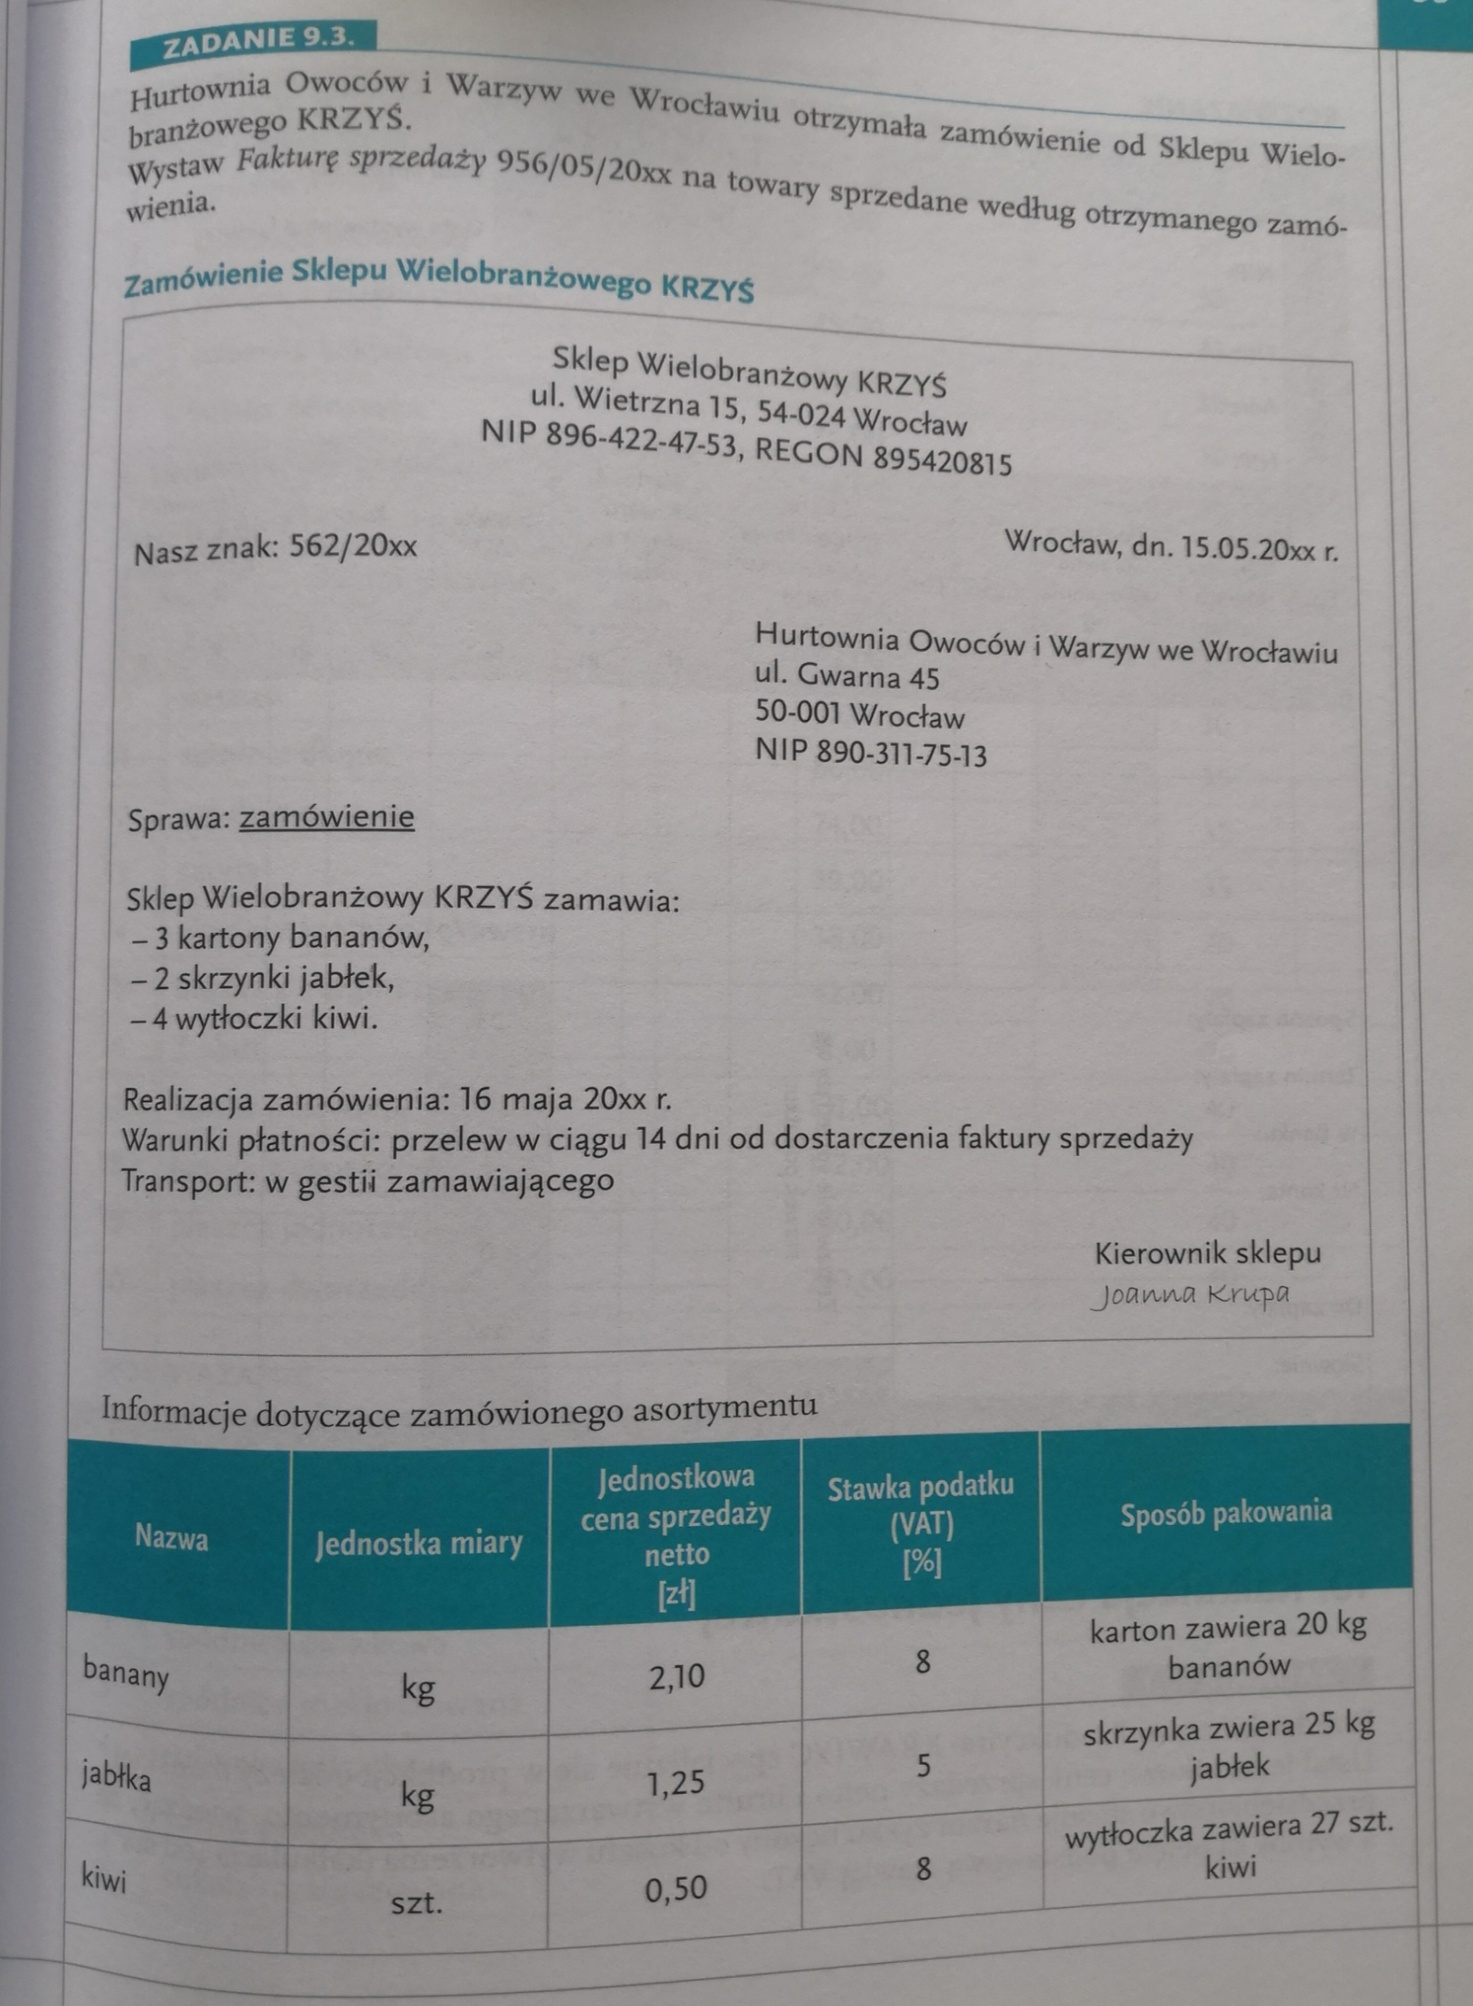 ZADANIE 9.3.
Hurtownia Owoców i Warzyw we Wrocławiu otrzymała zamówienie od Sklepu Wielo-
branżowego KRZYŚ.
Wystaw Fakturę sprzedaży 956/05/20xx na towary sprzedane według otrzymanego zamó-
wienia.
Zamówienie Sklepu Wielobranżowego KRZYŚ
Sklep Wielobranżowy KRZYŚ
ul. Wietrzna 15, 54-024 Wrocław
NIP 896-422-47-53, REGON 895420815
Nasz znak: 562/20xx
Wrocław, dn. 15.05.20xx r.
Hurtownia Owoców i Warzyw we Wrocławiu
ul. Gwarna 45
50-001 Wrocław
NIP 890-311-75-13
Sprawa: zamówienie
Sklep Wielobranżowy KRZYŚ zamawia:
– 3 kartony bananów,
– 2 skrzynki jabłek,
– 4 wytłoczki kiwi.
Realizacja zamówienia: 16 maja 20xx r.
Warunki płatności: przelew w ciągu 14 dni od dostarczenia faktury sprzedaży
Transport: w gestii zamawiającego
Kierownik sklepu
Joanna Krupa
Informacje dotyczące zamówionego asortymentu
Nazwa
Jednostka miary
Jednostkowa
cena sprzedaży
netto
[zł]
Stawka podatku
(VAT)
[%]
Sposób pakowania
banany
kg
2,10
8
karton zawiera 20 kg
bananów
jabłka
kg
1,25
5
skrzynka zwiera 25 kg
jabłek
kiwi
szt.
0,50
8
wytłoczka zawiera 27 szt.
kiwi